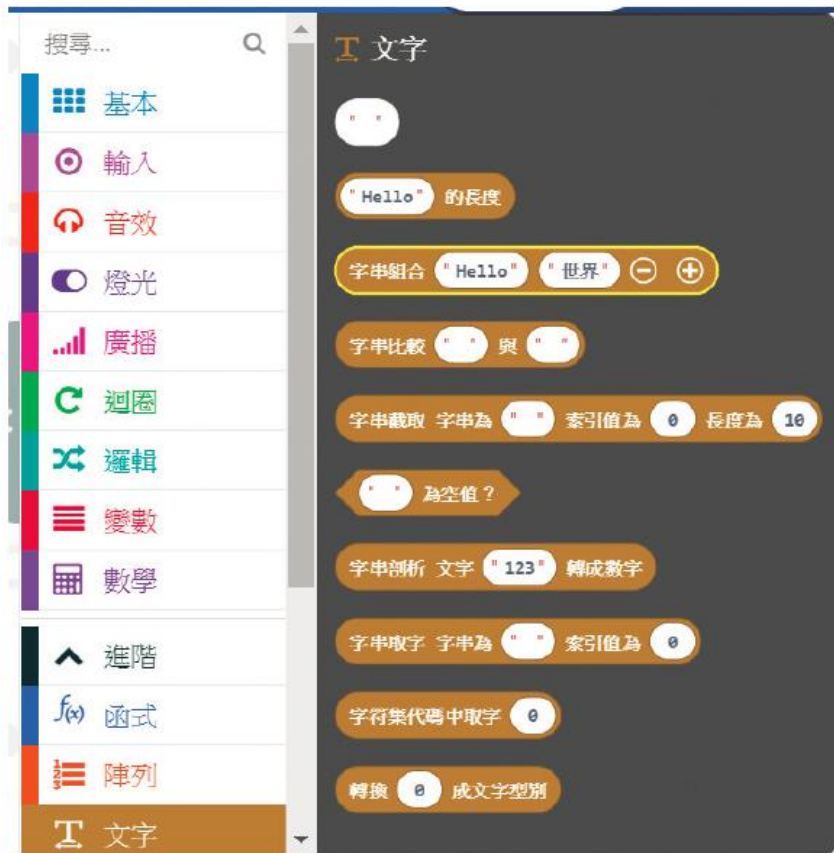 搜尋...
基本
輸入
音效
燈光
廣播
迴圈
邏輯
變數
數學
進階
f(x) 函式
陣列
文字
文字
" "
"Hello" 的長度
字串組合 "Hello" "世界"
字串比較 " " 與 " "
字串截取 字串為 " " 索引值為 0 長度為 10
" " 為空值？
字串剖析 文字 "123" 轉成數字
字串取字 字串為 " " 索引值為 0
字符集代碼中取字 0
轉換 0 成文字型別